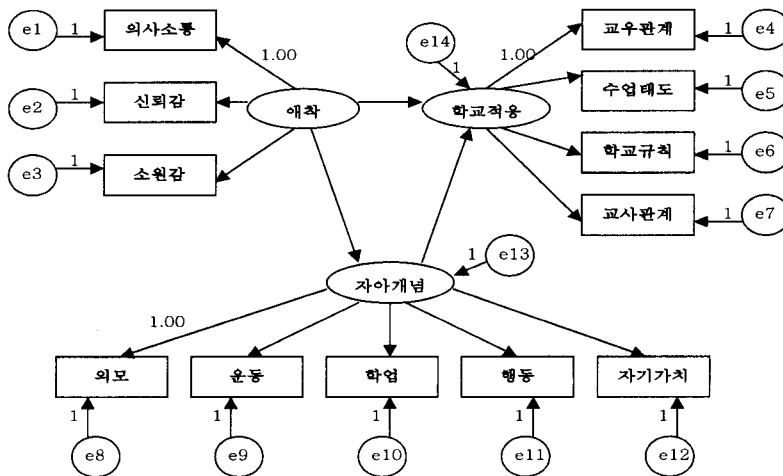 e1
1
의사소통
1.00
e14
1
1.00
교우관계
1
e4
e2
1
신뢰감
애착
학교적응
수업태도
1
e5
e3
1
소원감
학교규칙
1
e6
교사관계
1
e7
자아개념
1
e13
1.00
외모
운동
학업
행동
자기가치
1
1
1
1
1
e8
e9
e10
e11
e12